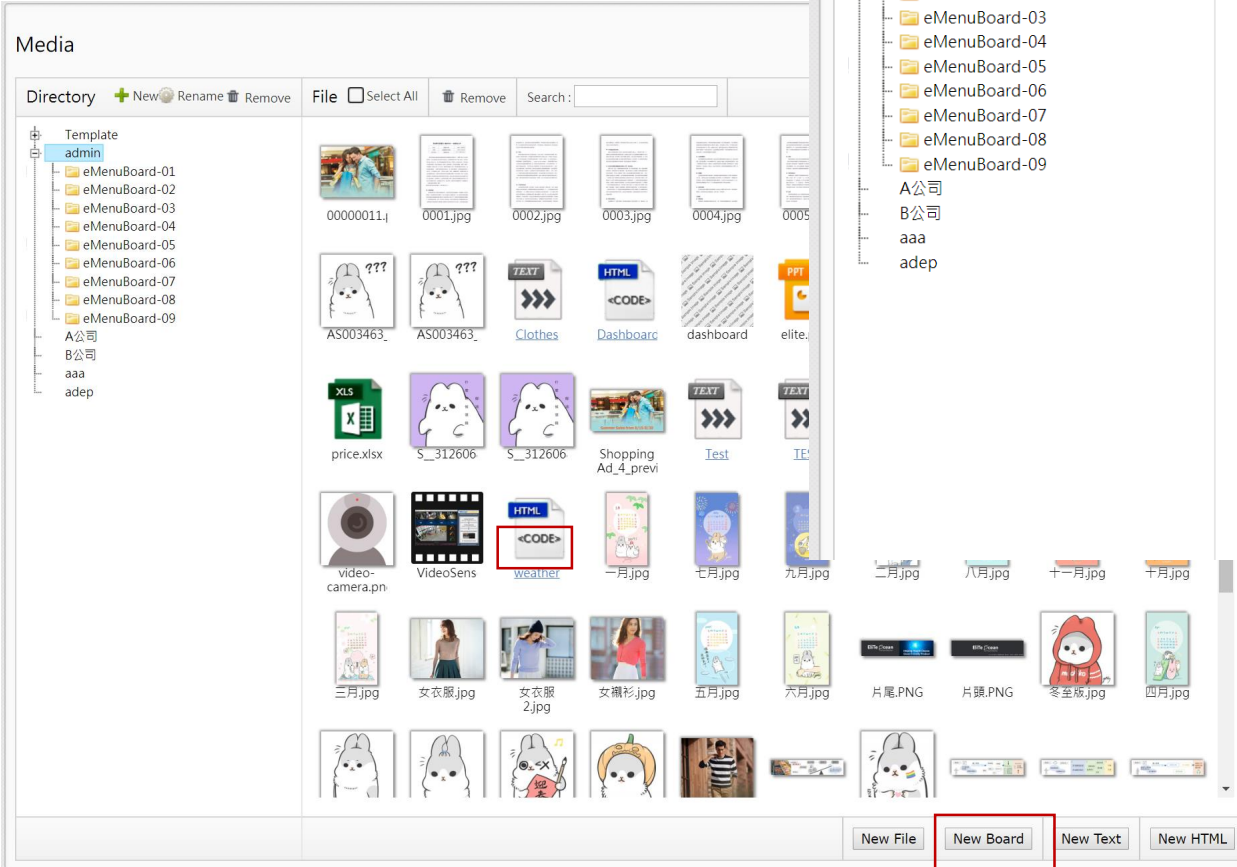 Media
Directory New Rename Remove
File Select All Remove Search :
Template
admin
eMenuBoard-01
eMenuBoard-02
eMenuBoard-03
eMenuBoard-04
eMenuBoard-05
eMenuBoard-06
eMenuBoard-07
eMenuBoard-08
eMenuBoard-09
A公司
B公司
aaa
adep
00000011.j
0001.jpg
0002.jpg
0003.jpg
0004.jpg
0005
???
???
TEXT
HTML
<CODE>
PPT
AS003463_
AS003463_
Clothes
Dashboard
dashboard
elite.
XLS
TEXT
TEXT
price.xlsx
S__312606
S__312606
Shopping
Ad_4_previ
Test
TE
HTML
<CODE>
video-
camera.pn
VideoSens
weather
一月.jpg
七月.jpg
九月.jpg
二月.jpg
八月.jpg
十一月.jpg
十月.jpg
三月.jpg
女衣服.jpg
女衣服
2.jpg
女襯衫.jpg
五月.jpg
六月.jpg
片尾.PNG
片頭.PNG
冬至版.jpg
四月.jpg
New File
New Board
New Text
New HTML
eMenuBoard-03
eMenuBoard-04
eMenuBoard-05
eMenuBoard-06
eMenuBoard-07
eMenuBoard-08
eMenuBoard-09
A公司
B公司
aaa
adep